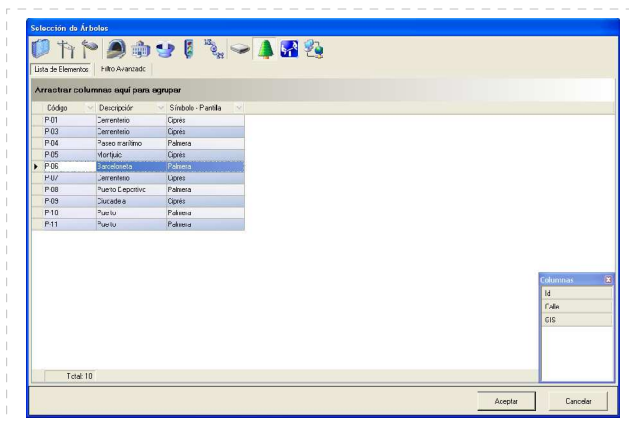 Selección de Árboles
Lista de Elementos Filtro Avanzado
Arrastrar columnas aquí para agrupar
Código Descripción Símbolo - Pantilla
P-01 Cementerio Ciprés
P-03 Cementerio Ciprés
P-04 Paseo marítimo Palmera
P-05 Montjuic Ciprés
P-06 Barceloneta Palmera
P-07 Cementerio Ciprés
P-08 Puerto Deportivo Palmera
P-09 Ciucadela Ciprés
P-10 Puerto Palmera
P-11 Puerto Palmera
Columnas
Id
Calle
GIS
Total: 10
Aceptar Cancelar